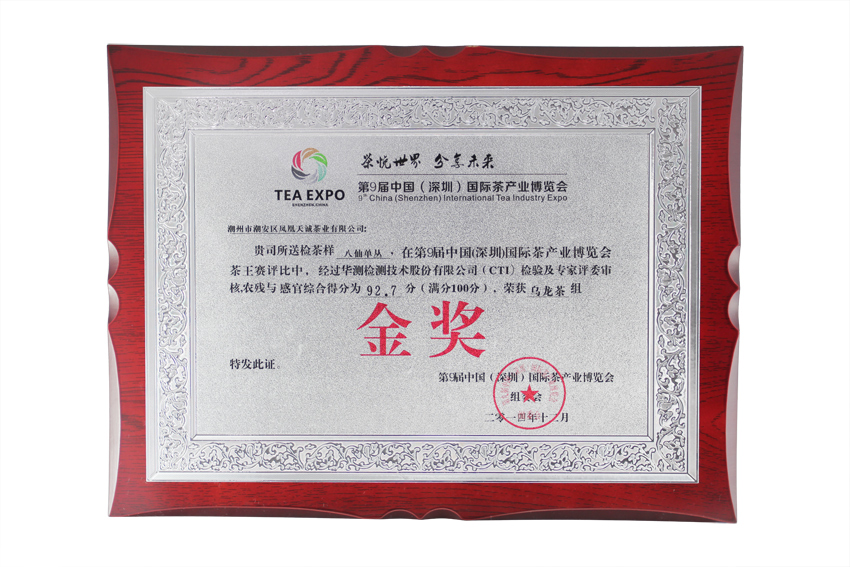 茶悦世界 分享未来
TEA EXPO
SHENZHEN.CHINA
第9届中国（深圳）国际茶产业博览会
9th China (Shenzhen) International Tea Industry Expo
潮州市潮安区凤凰天诚茶业有限公司:
贵司所送检茶样 八仙单丛 ，在第9届中国(深圳)国际茶产业博览会
茶王赛评比中，经过华测检测技术股份有限公司（CTI）检验及专家评委审
核,农残与 感官综合得分为 92.7 分（满分100分），荣获 乌龙茶 组
金奖
特发此证。
第9届中国（深圳）国际茶产业博览会
组委会
二零一四年十二月